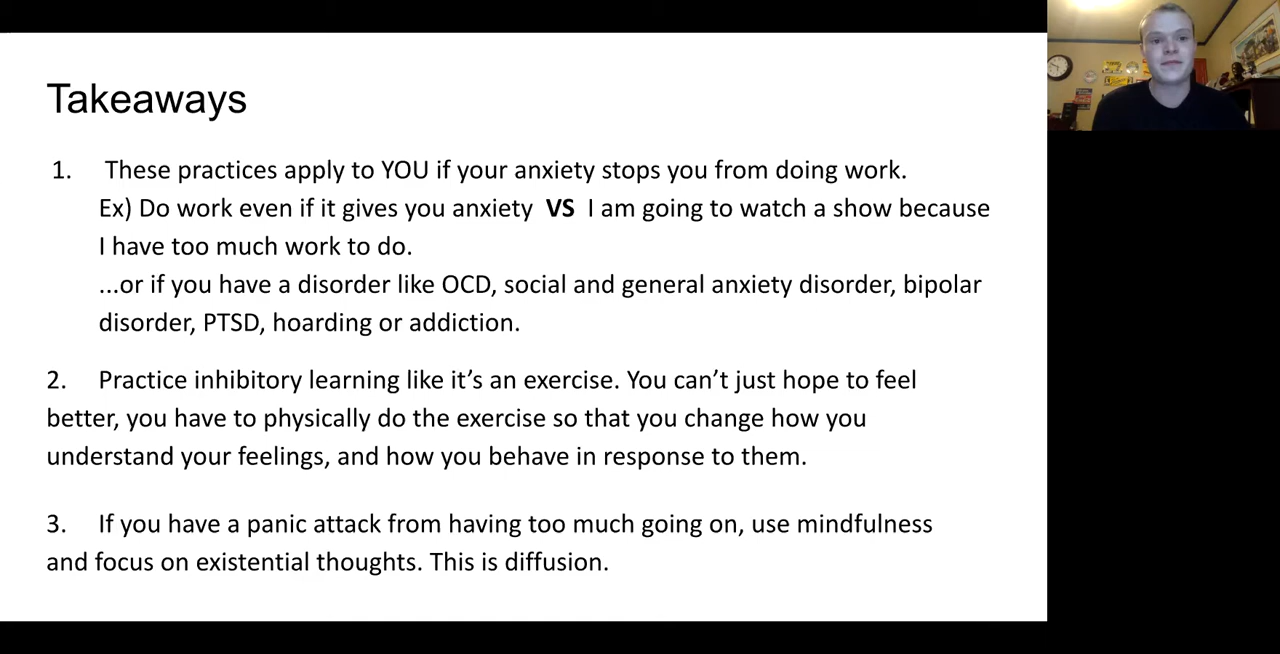 Takeaways
1. These practices apply to YOU if your anxiety stops you from doing work.
Ex) Do work even if it gives you anxiety VS I am going to watch a show because
I have too much work to do.
...or if you have a disorder like OCD, social and general anxiety disorder, bipolar
disorder, PTSD, hoarding or addiction.
2. Practice inhibitory learning like it’s an exercise. You can’t just hope to feel
better, you have to physically do the exercise so that you change how you
understand your feelings, and how you behave in response to them.
3. If you have a panic attack from having too much going on, use mindfulness
and focus on existential thoughts. This is diffusion.